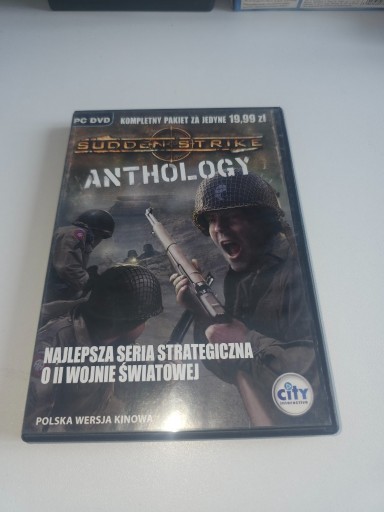 PC DVD
KOMPLETNY PAKIET ZA JEDYNE 19,99 zł
SUDDEN STRIKE
ANTHOLOGY
NAJLEPSZA SERIA STRATEGICZNA
O II WOJNIE ŚWIATOWEJ
CITY
INTERACTIVE
POLSKA WERSJA KINOWA